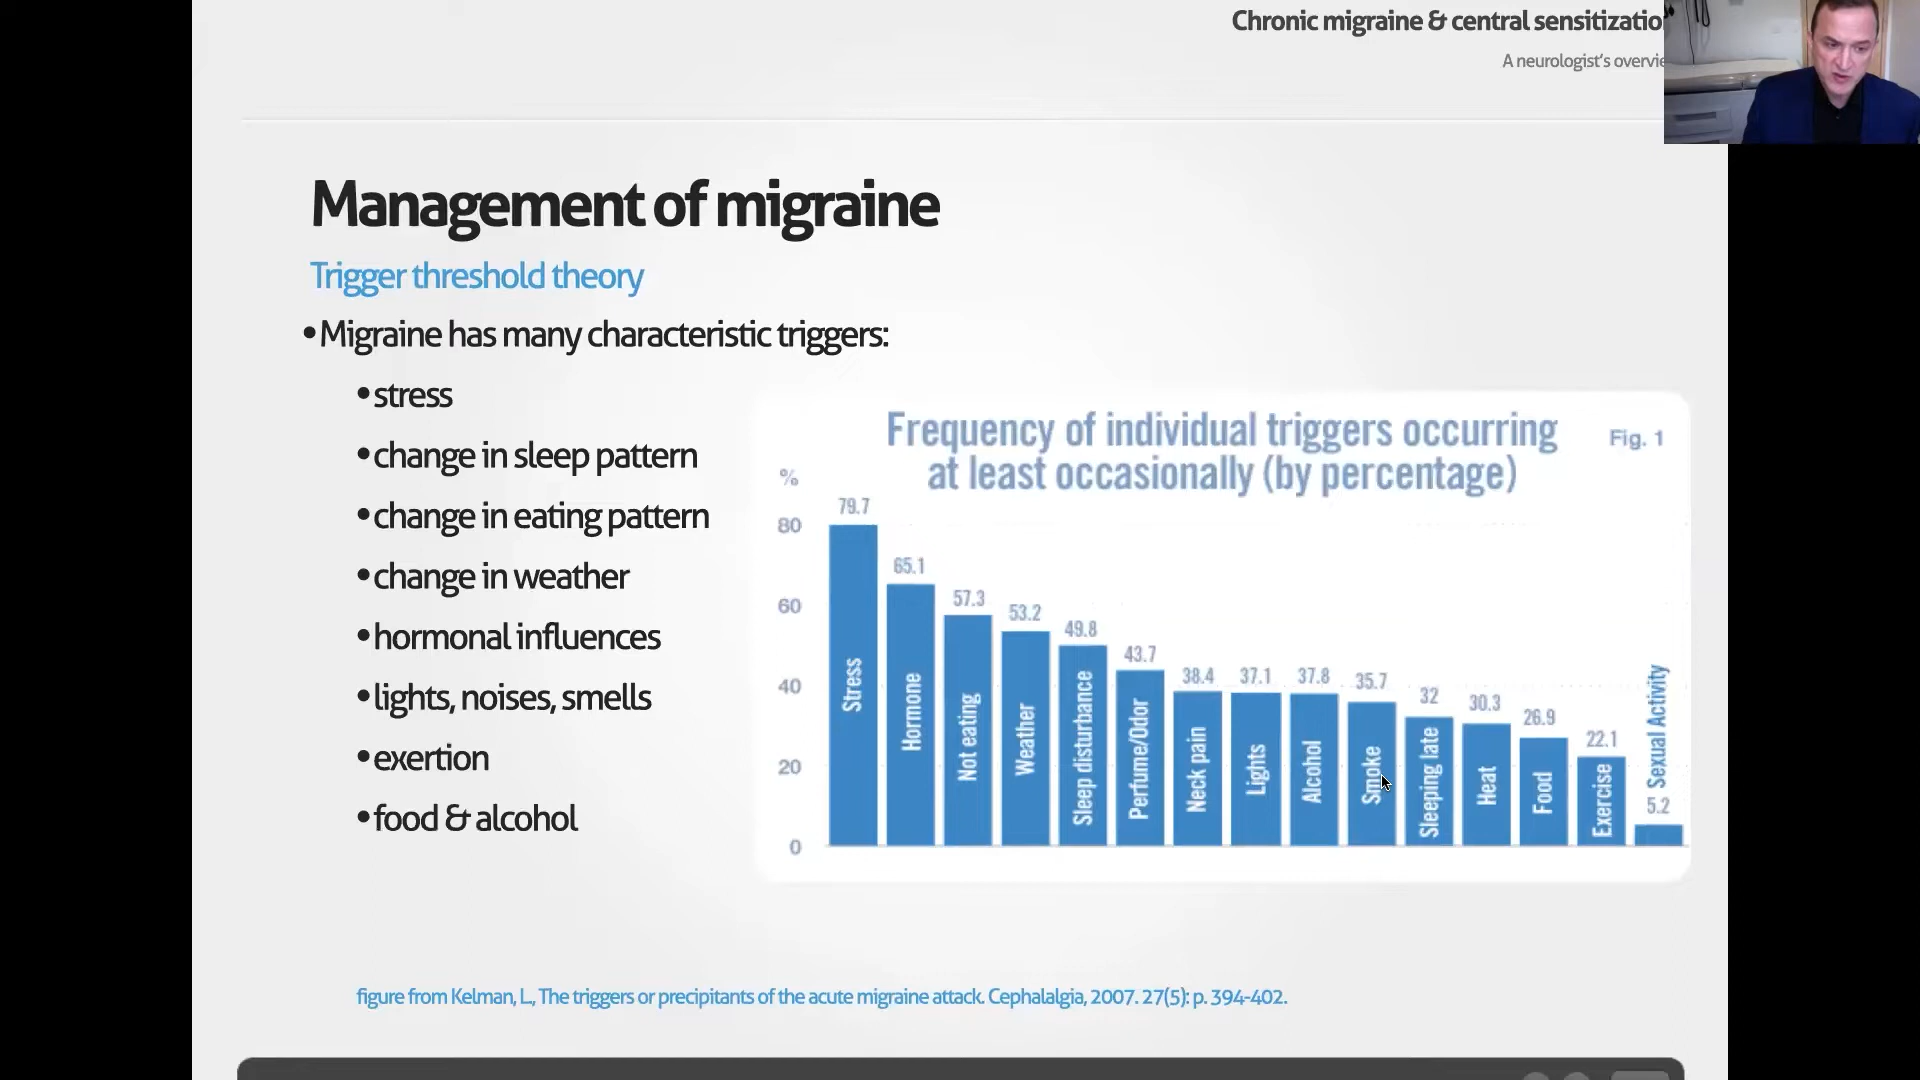 Chronic migraine & central sensitizatio
A neurologist's overvie
Management of migraine
Trigger threshold theory
•Migraine has many characteristic triggers:
•stress
•change in sleep pattern
•change in eating pattern
•change in weather
•hormonal influences
•lights, noises, smells
•exertion
•food & alcohol
Frequency of individual triggers occurring
at least occasionally (by percentage)
Fig. 1
%
80
60
40
20
0
79.7
65.1
57.3
53.2
49.8
43.7
38.4
37.1
37.8
35.7
32
30.3
26.9
22.1
5.2
Stress
Hormone
Not eating
Weather
Sleep disturbance
Perfume/Odor
Neck pain
Lights
Alcohol
Smoke
Sleeping late
Heat
Food
Exercise
Sexual Activity
figure from Kelman, L., The triggers or precipitants of the acute migraine attack. Cephalalgia, 2007. 27(5): p. 394-402.